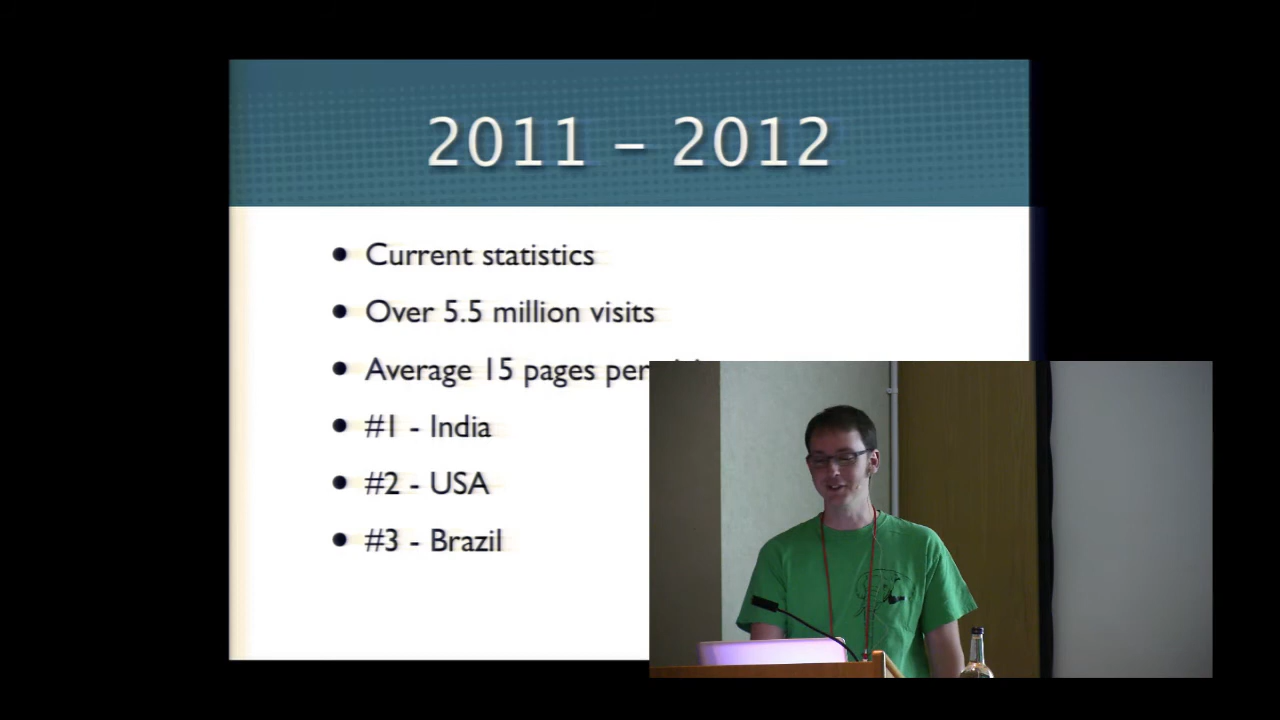 2011 – 2012
• Current statistics
• Over 5.5 million visits
• Average 15 pages per
• #1 - India
• #2 - USA
• #3 - Brazil